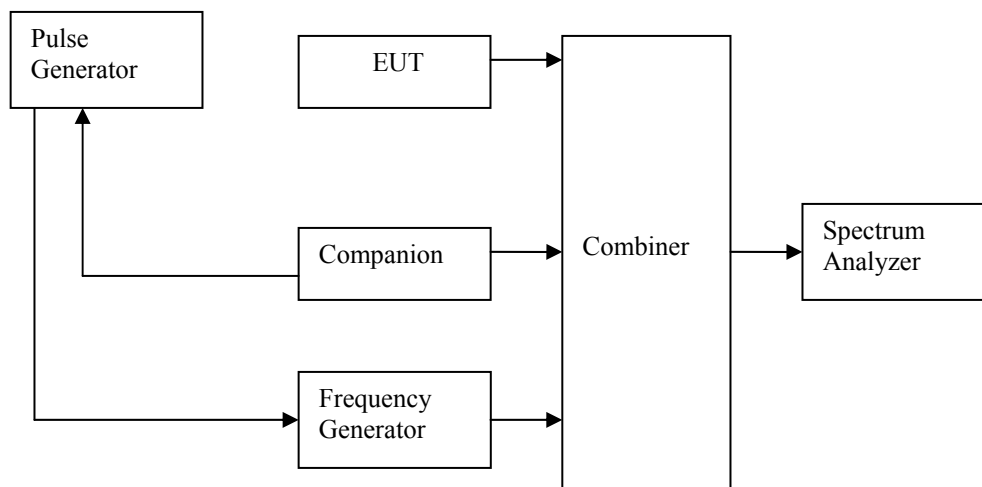 Pulse
Generator
EUT
Companion
Frequency
Generator
Combiner
Spectrum
Analyzer